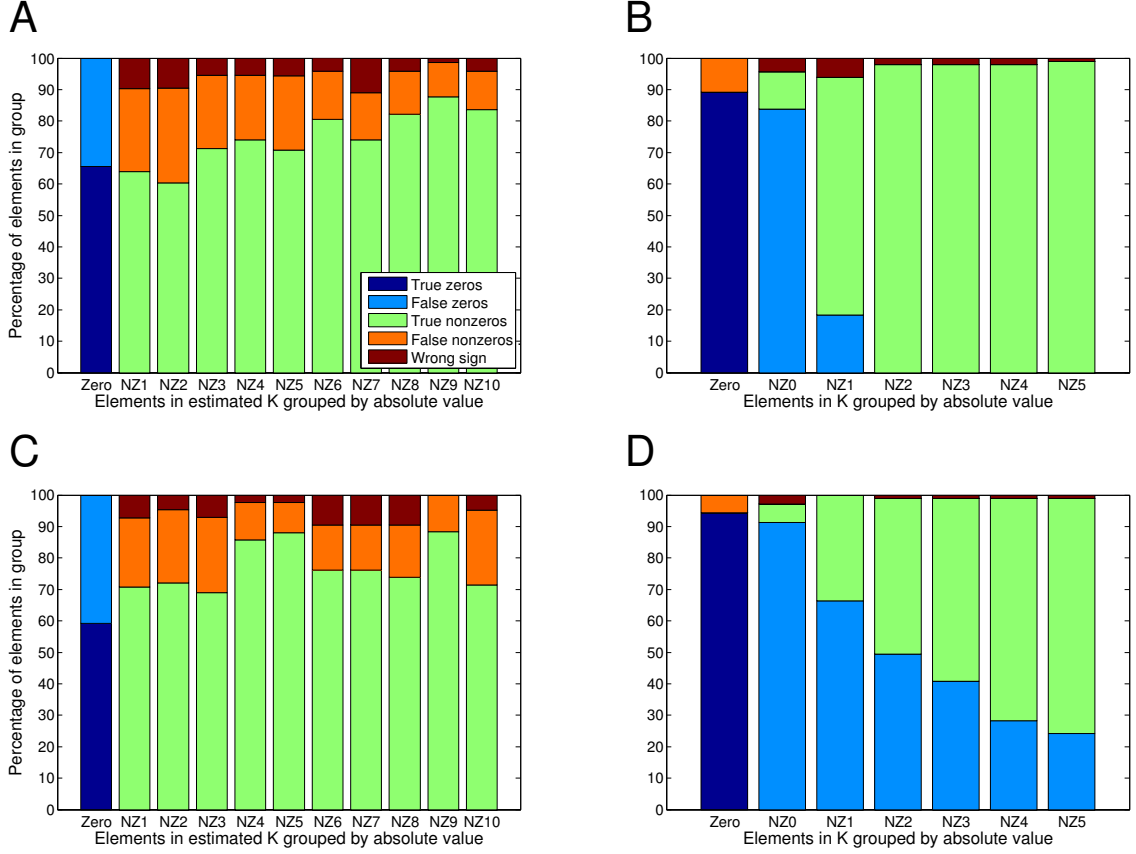 A
Percentage of elements in group
100
90
80
70
60
50
40
30
20
10
0
True zeros
False zeros
True nonzeros
False nonzeros
Wrong sign
Zero NZ1 NZ2 NZ3 NZ4 NZ5 NZ6 NZ7 NZ8 NZ9 NZ10
Elements in estimated K grouped by absolute value
B
100
90
80
70
60
50
40
30
20
10
0
Zero NZ0 NZ1 NZ2 NZ3 NZ4 NZ5
Elements in K grouped by absolute value
C
Percentage of elements in group
100
90
80
70
60
50
40
30
20
10
0
Zero NZ1 NZ2 NZ3 NZ4 NZ5 NZ6 NZ7 NZ8 NZ9 NZ10
Elements in estimated K grouped by absolute value
D
100
90
80
70
60
50
40
30
20
10
0
Zero NZ0 NZ1 NZ2 NZ3 NZ4 NZ5
Elements in K grouped by absolute value